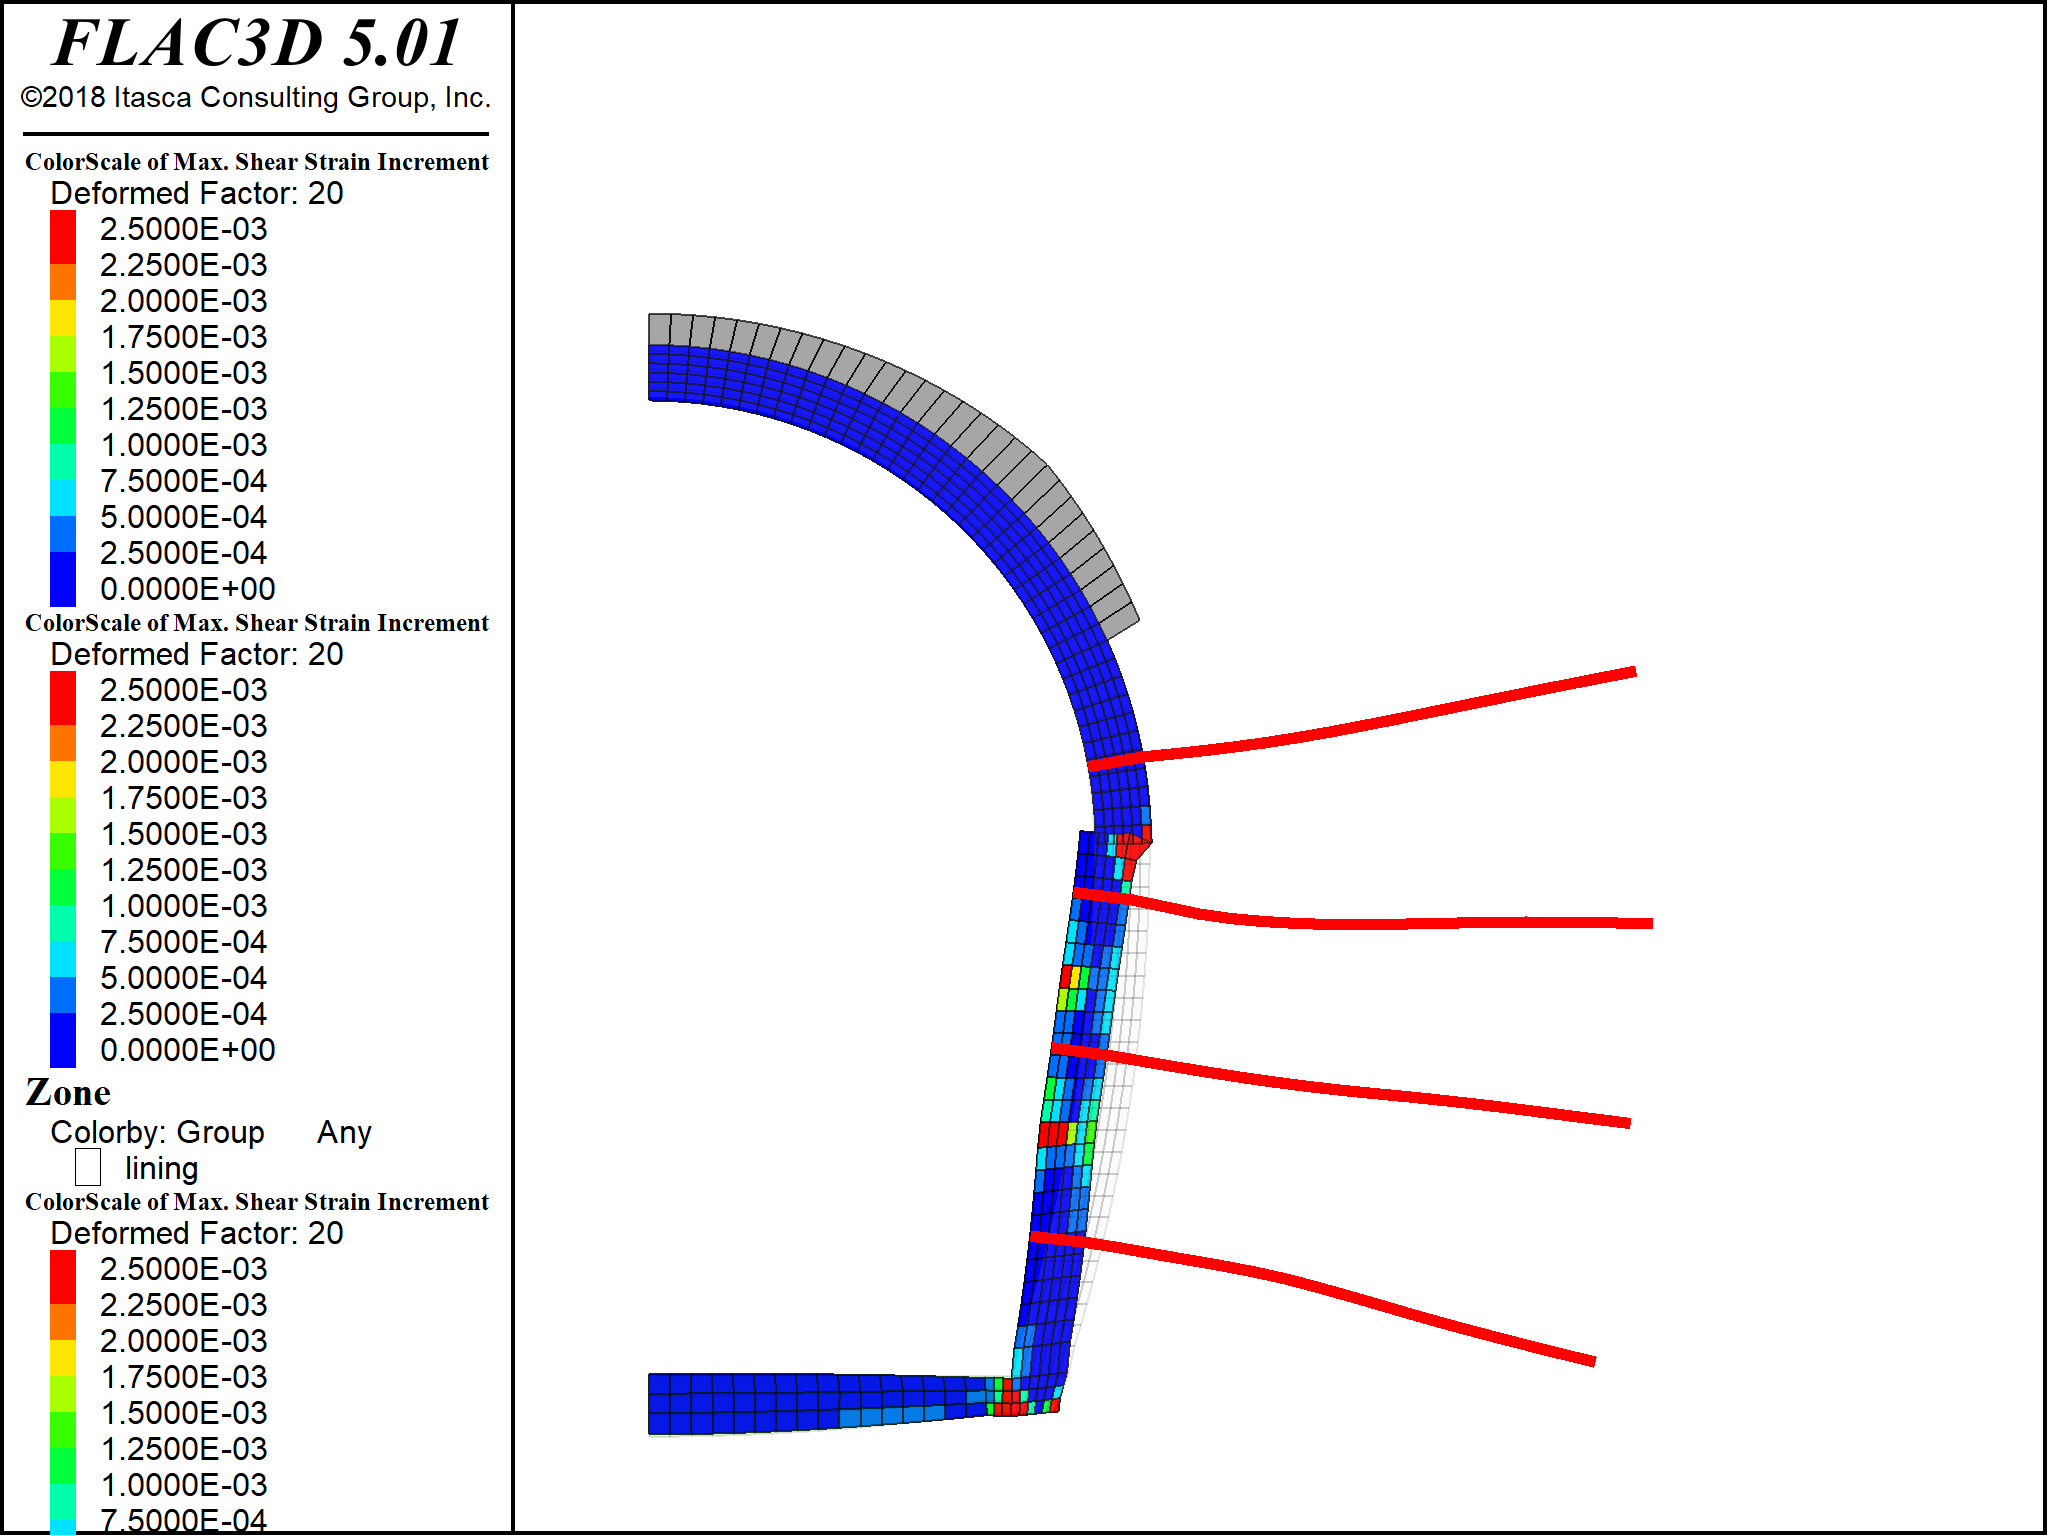 FLAC3D 5.01
©2018 Itasca Consulting Group, Inc.
ColorScale of Max. Shear Strain Increment
Deformed Factor: 20
2.5000E-03
2.2500E-03
2.0000E-03
1.7500E-03
1.5000E-03
1.2500E-03
1.0000E-03
7.5000E-04
5.0000E-04
2.5000E-04
0.0000E+00
ColorScale of Max. Shear Strain Increment
Deformed Factor: 20
2.5000E-03
2.2500E-03
2.0000E-03
1.7500E-03
1.5000E-03
1.2500E-03
1.0000E-03
7.5000E-04
5.0000E-04
2.5000E-04
0.0000E+00
Zone
Colorby: Group Any
lining
ColorScale of Max. Shear Strain Increment
Deformed Factor: 20
2.5000E-03
2.2500E-03
2.0000E-03
1.7500E-03
1.5000E-03
1.2500E-03
1.0000E-03
7.5000E-04